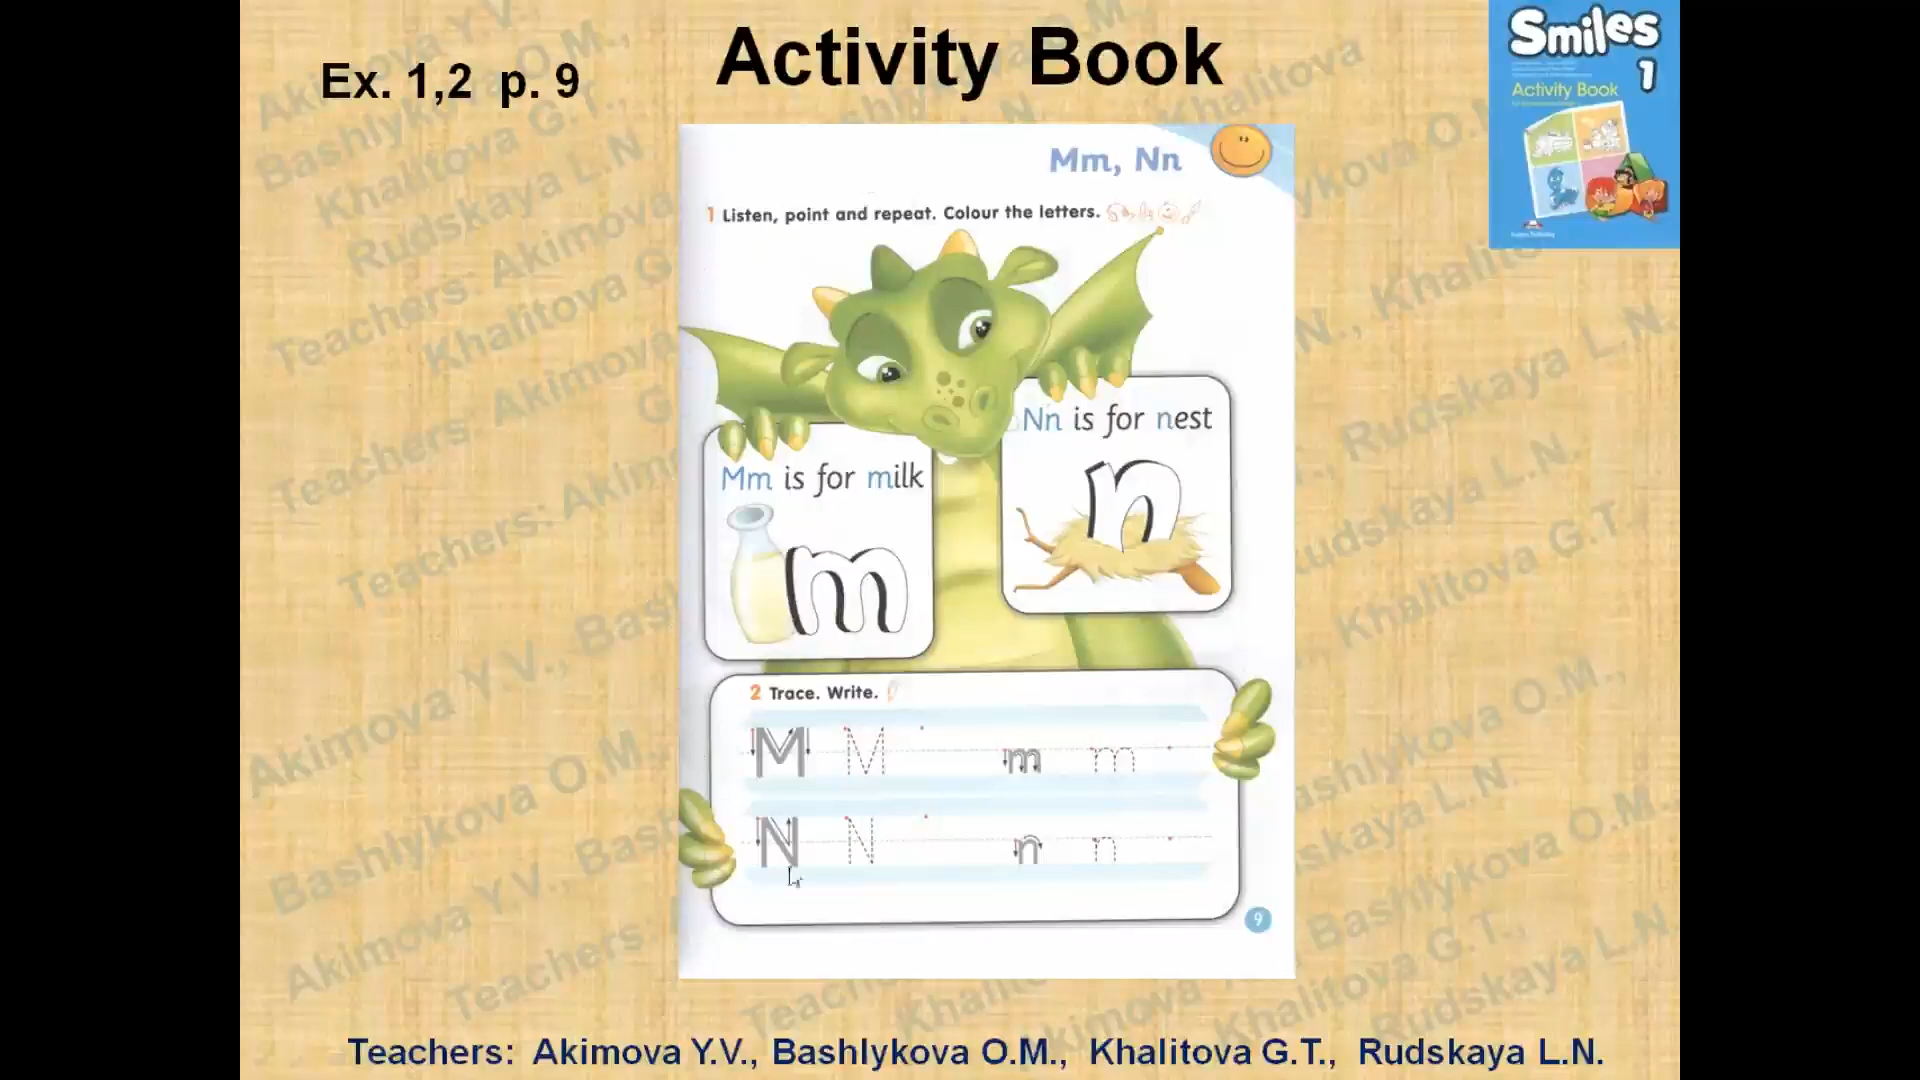 Activity Book
Ex. 1,2 p. 9
Smiles
1
Activity Book
Mm, Nn
1 Listen, point and repeat. Colour the letters.
Nn is for nest
n
Mm is for milk
m
2 Trace. Write.
M M m m
N N n n
9
Teachers: Akimova Y.V., Bashlykova O.M., Khalitova G.T., Rudskaya L.N.